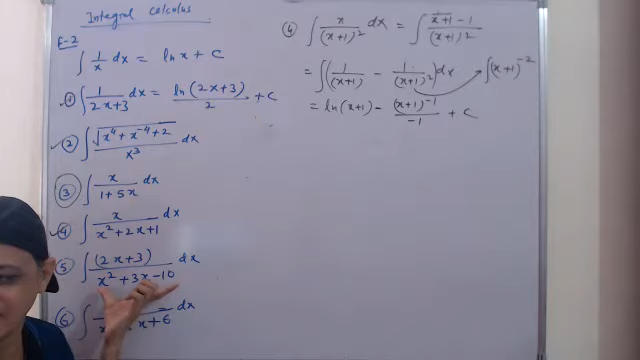 Integral calculus
E-2
∫ 1/x dx = ln x + c
① ∫ 1/(2x+3) dx = ln(2x+3)/2 + c
② ∫ √(x⁴ + x⁻⁴ + 2)/x³ dx
③ ∫ x/(1+5x) dx
④ ∫ x/(x²+2x+1) dx
⑤ ∫ (2x+3)/(x²+3x-10) dx
⑥ ∫ x+6 dx
④ ∫ x/(x+1)² dx = ∫ (x+1 - 1)/(x+1)²
= ∫ (1/(x+1) - 1/(x+1)²) dx → ∫ (x+1)⁻²
= ln(x+1) - (x+1)⁻¹/-1 + c